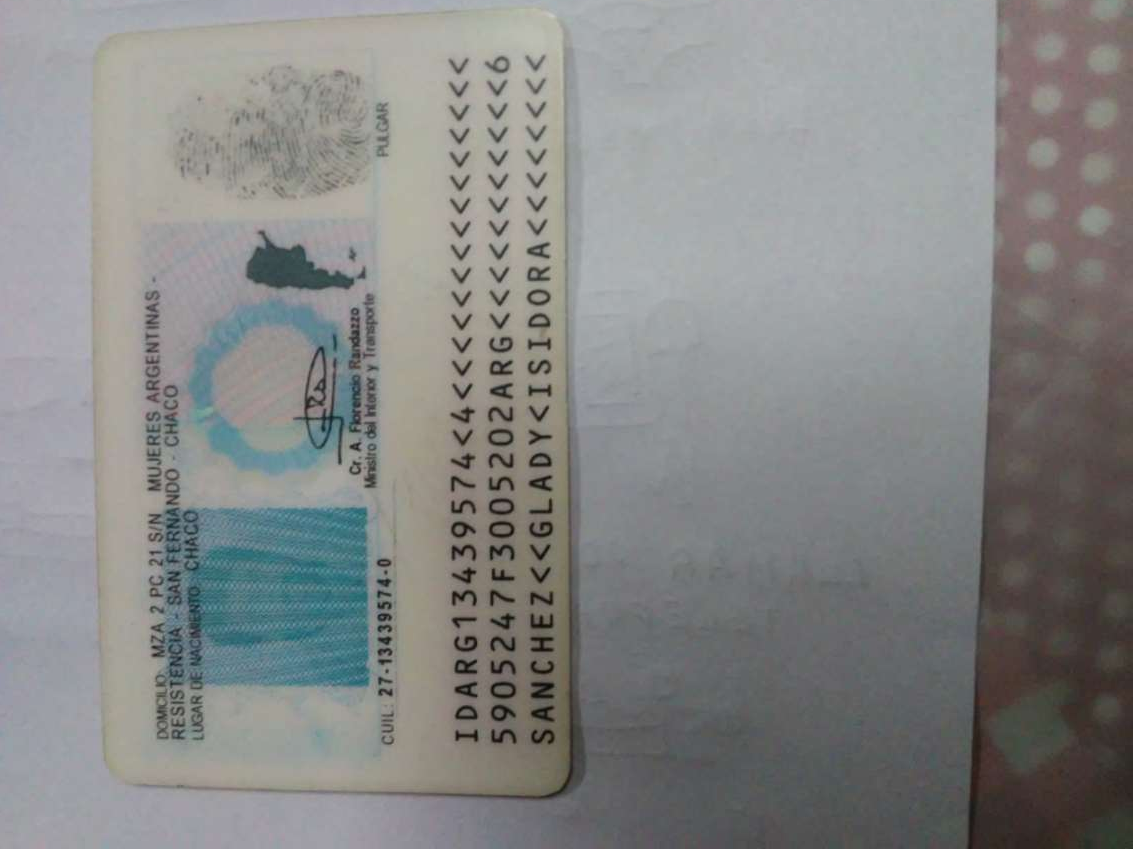 DOMICILIO: MZA 2 PC 21 S/N MUJERES ARGENTINAS -
RESISTENCIA - SAN FERNANDO - CHACO
LUGAR DE NACIMIENTO: CHACO
PULGAR
Cr. A. Florencio Randazzo
Ministro del Interior y Transporte
CUIL: 27-13439574-0
IDARG13439574<4<<<<<<<<<<<<<<<
5905247F3005202ARG<<<<<<<<<<<6
SANCHEZ<<GLADY<ISIDORA<<<<<<<<